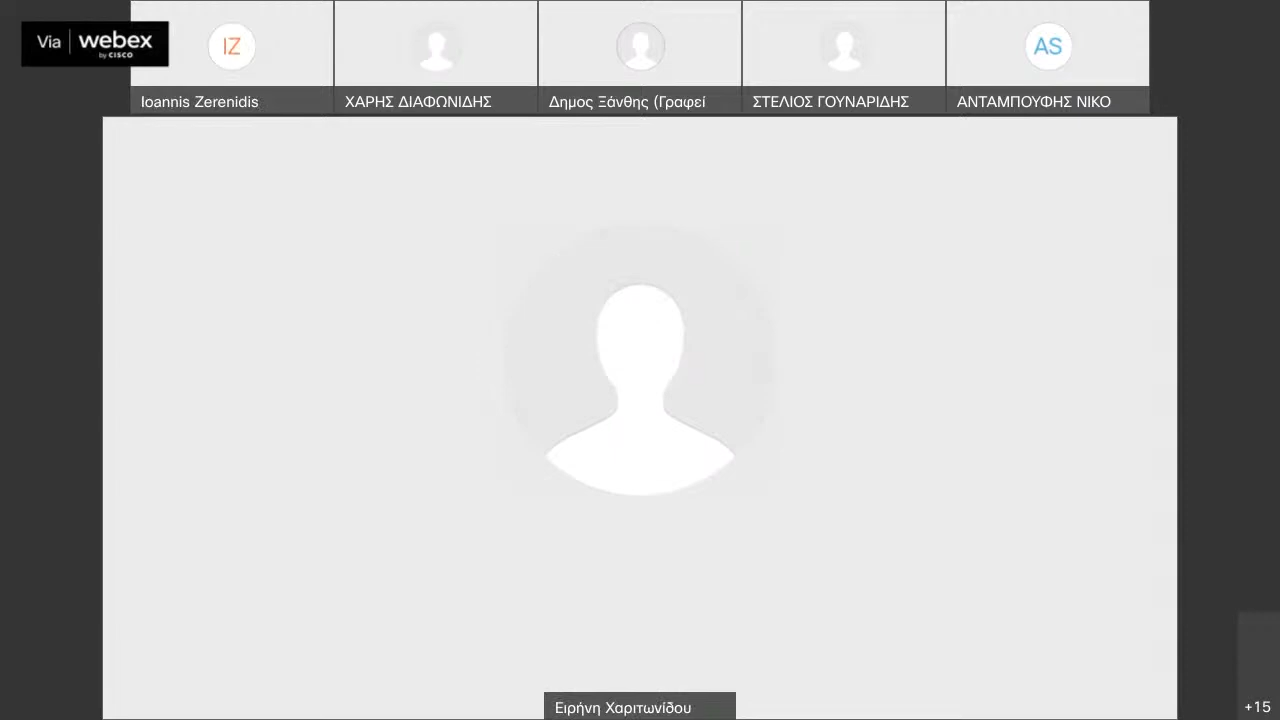 Via webex
by CISCO
IZ
AS
Ioannis Zerenidis
ΧΑΡΗΣ ΔΙΑΦΩΝΙΔΗΣ
Δημος Ξάνθης (Γραφεί
ΣΤΕΛΙΟΣ ΓΟΥΝΑΡΙΔΗΣ
ΑΝΤΑΜΠΟΥΦΗΣ ΝΙΚΟ
Ειρήνη Χαριτωνίδου
+15